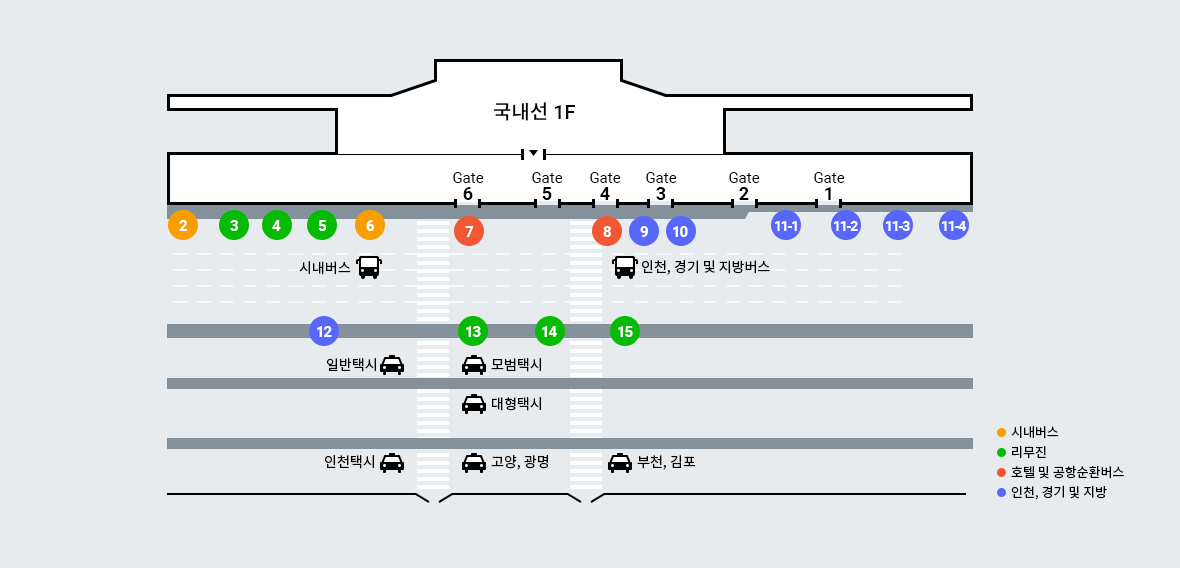 국내선 1F
Gate 6
Gate 5
Gate 4
Gate 3
Gate 2
Gate 1
2 3 4 5 6 7 8 9 10 11-1 11-2 11-3 11-4
시내버스
인천, 경기 및 지방버스
12 13 14 15
일반택시
모범택시
대형택시
인천택시
고양, 광명
부천, 김포
시내버스
리무진
호텔 및 공항순환버스
인천, 경기 및 지방